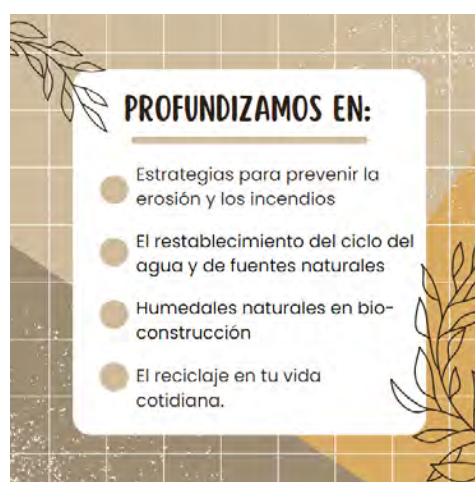 PROFUNDIZAMOS EN:
Estrategias para prevenir la
erosión y los incendios
El restablecimiento del ciclo del
agua y de fuentes naturales
Humedales naturales en bio-
construcción
El reciclaje en tu vida
cotidiana.